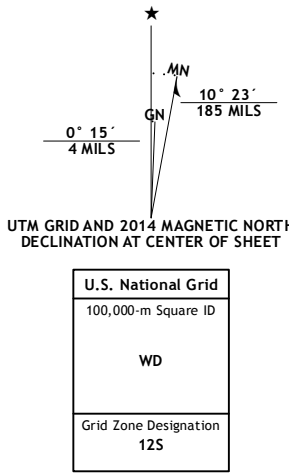 MN
GN
10° 23´
185 MILS
0° 15´
4 MILS
UTM GRID AND 2014 MAGNETIC NORTH
DECLINATION AT CENTER OF SHEET
U.S. National Grid
100,000-m Square ID
WD
Grid Zone Designation
12S